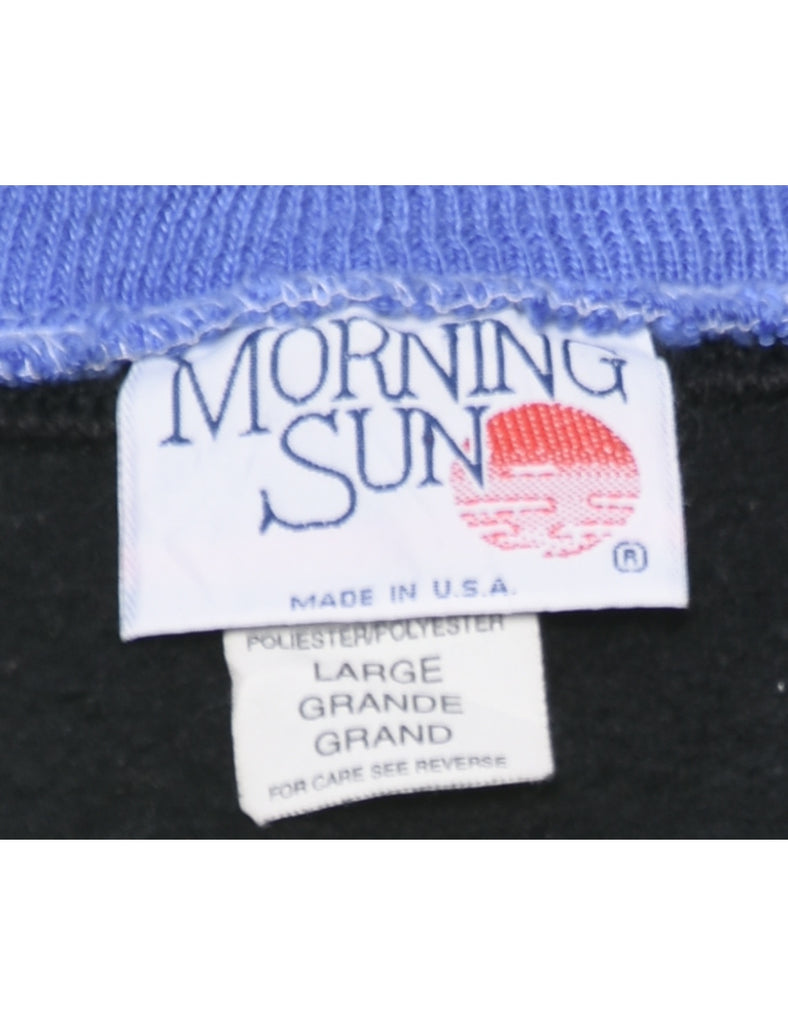 MORNING
SUN
®
MADE IN U.S.A.
POLIESTER/POLYESTER
LARGE
GRANDE
GRAND
FOR CARE SEE REVERSE